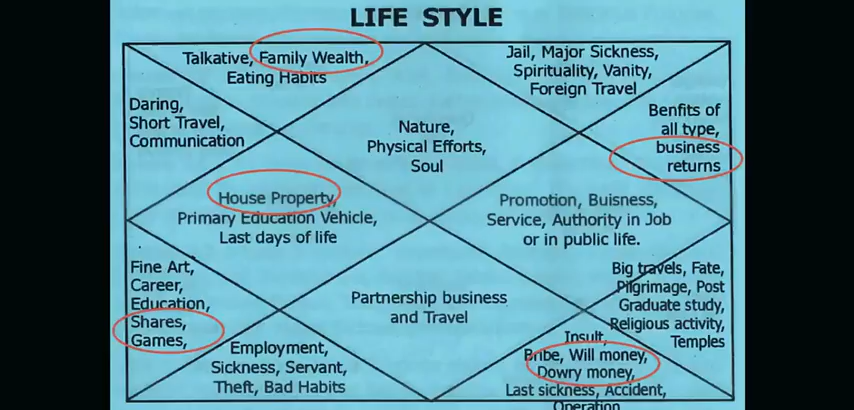 LIFE STYLE
Talkative, Family Wealth,
Eating Habits
Jail, Major Sickness,
Spirituality, Vanity,
Foreign Travel
Daring,
Short Travel,
Communication
Nature,
Physical Efforts,
Soul
Benfits of
all type,
business
returns
House Property,
Primary Education Vehicle,
Last days of life
Promotion, Buisness,
Service, Authority in Job
or in public life.
Fine Art,
Career,
Education,
Shares,
Games,
Partnership business
and Travel
Big travels, Fate,
Pilgrimage, Post
Graduate study,
Religious activity,
Temples
Employment,
Sickness, Servant,
Theft, Bad Habits
Insult,
Bribe, Will money,
Dowry money,
Last sickness, Accident,
Operation